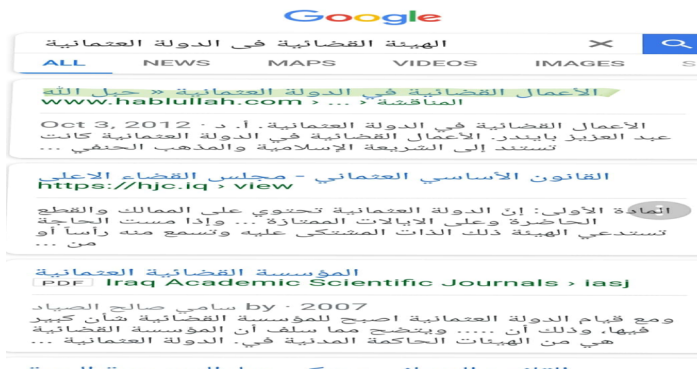 Google
الهيئة القضائية فى الدولة العثمانية
ALL NEWS MAPS VIDEOS IMAGES S
الأعمال القضائية في الدولة العثمانية » حبل الله
www.hablullah.com › ... › المناقشة
Oct 3, 2012 · الأعمال القضائية في الدولة العثمانية. أ. د
عبد العزيز بايندر. الأعمال القضائية في الدولة العثمانية كانت
تستند إلى الشريعة الإسلامية والمذهب الحنفي ...
القانون الأساسي العثماني - مجلس القضاء الاعلى
https://hjc.iq › view
المادة الأولى: إنّ الدولة العثمانية تحتوي على الممالك والقطع
الحاضرة وعلى الايالات الممتازة ... وإذا مست الحاجة
تستدعي الهيئة ذلك الذات المشتكى عليه وتسمع منه رأساً أو
من ...
المؤسسة القضائية العثمانية
PDF Iraq Academic Scientific Journals › iasj
by · 2007 سامي صالح الصياد
ومع قيام الدولة العثمانية اصبح للمؤسسة القضائية شأن كبير
فيها. وذلك أن ..... ويتضح مما سلف أن المؤسسة القضائية
هي من الهيئات الحاكمة المدنية في. الدولة العثمانية ...